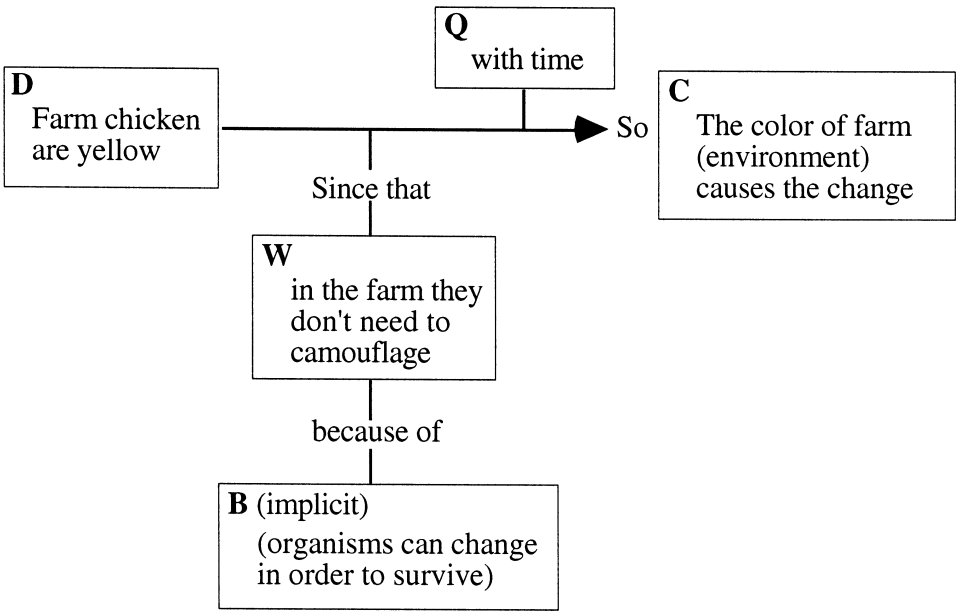 Q
with time
D
Farm chicken
are yellow
So
C
The color of farm
(environment)
causes the change
Since that
W
in the farm they
don't need to
camouflage
because of
B (implicit)
(organisms can change
in order to survive)